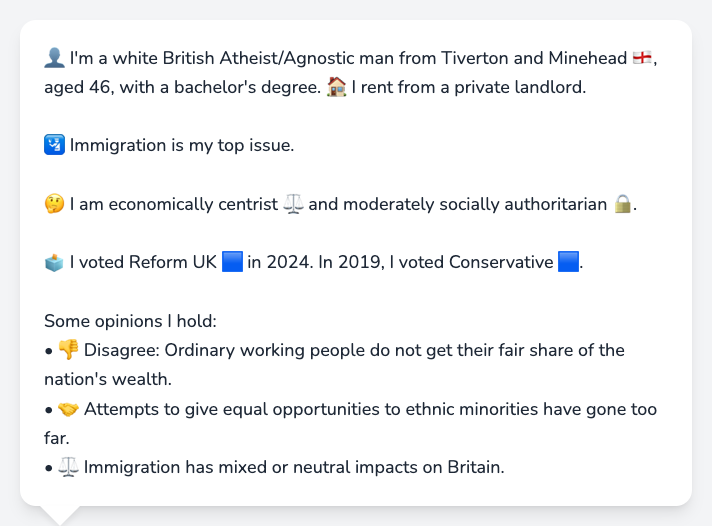 👤 I'm a white British Atheist/Agnostic man from Tiverton and Minehead 🏴󠁧󠁢󠁥󠁮󠁧󠁿,
aged 46, with a bachelor's degree. 🏠 I rent from a private landlord.
🛂 Immigration is my top issue.
🤔 I am economically centrist ⚖️ and moderately socially authoritarian 🔒.
🗳️ I voted Reform UK 🟦 in 2024. In 2019, I voted Conservative 🟦.
Some opinions I hold:
• 👎 Disagree: Ordinary working people do not get their fair share of the
nation's wealth.
• 🤝 Attempts to give equal opportunities to ethnic minorities have gone too
far.
• ⚖️ Immigration has mixed or neutral impacts on Britain.